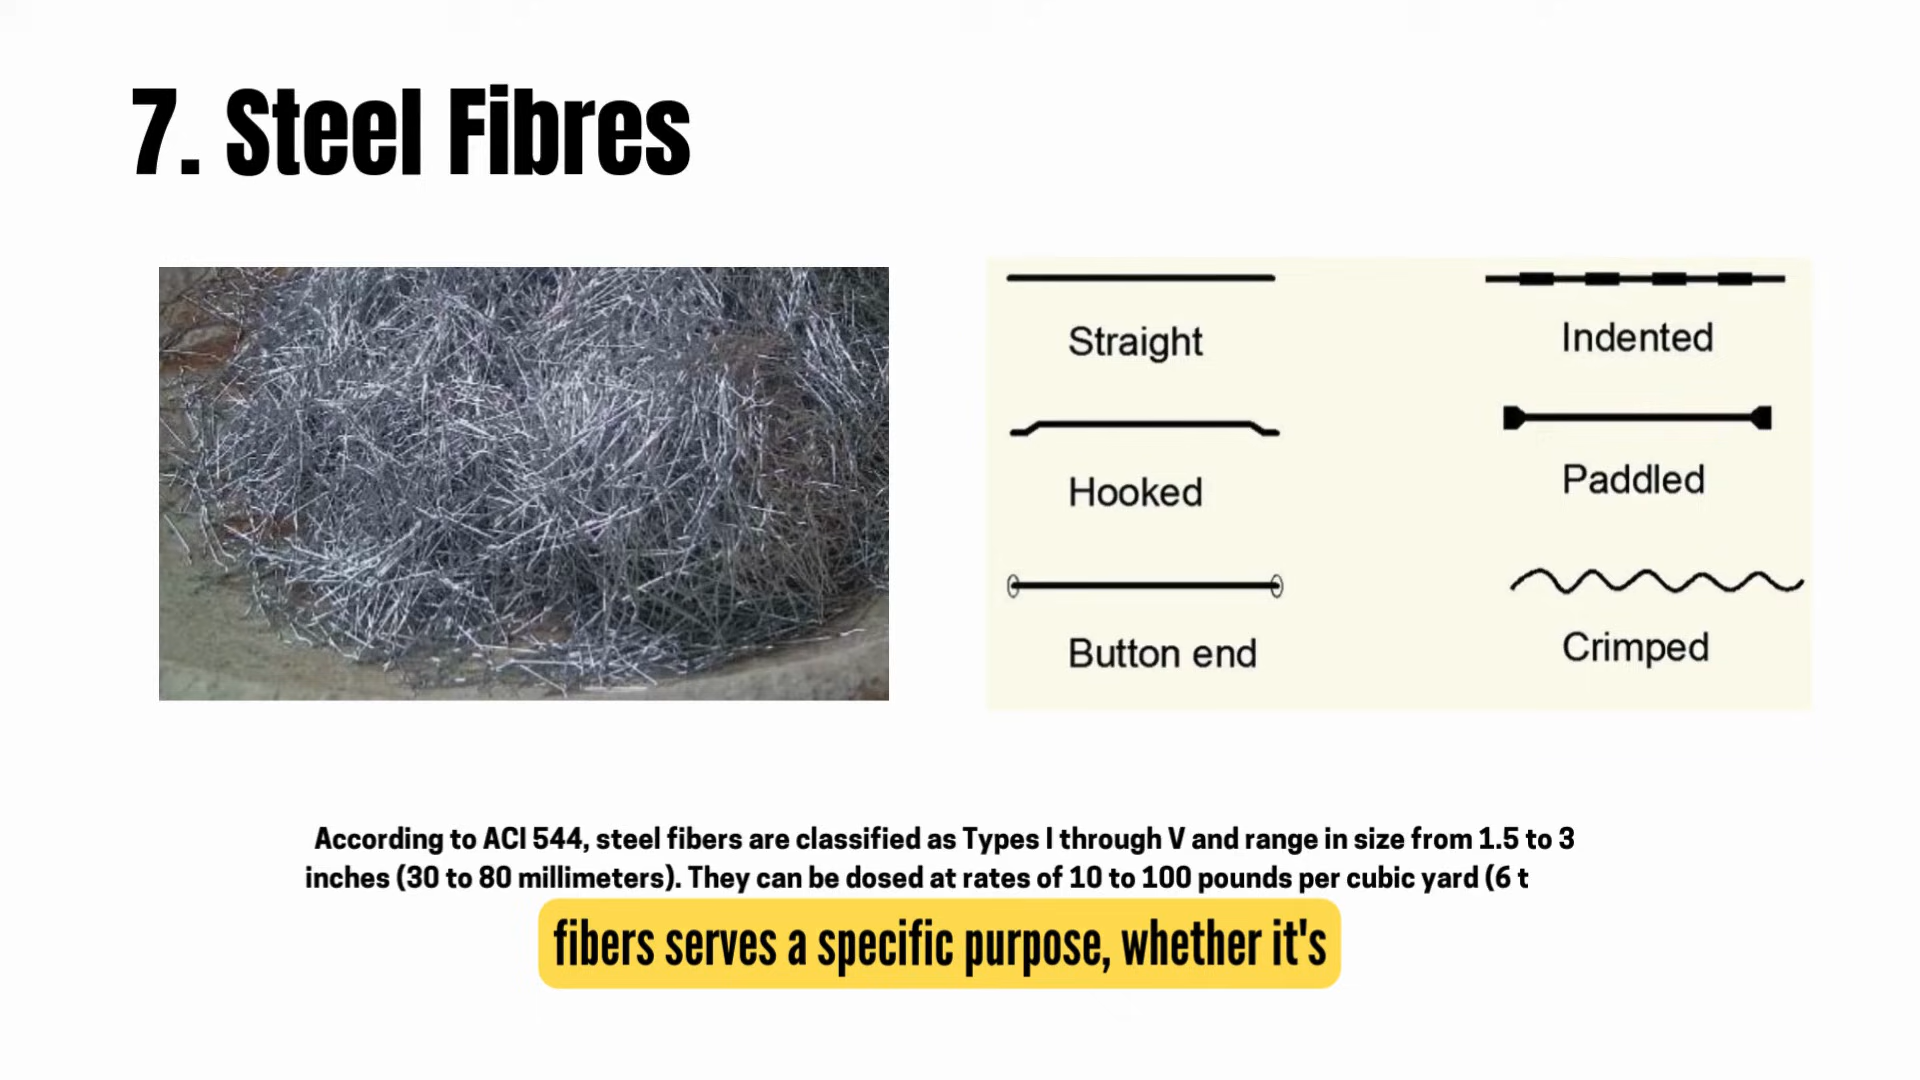 7. Steel Fibres
Straight
Indented
Hooked
Paddled
Button end
Crimped
According to ACI 544, steel fibers are classified as Types I through V and range in size from 1.5 to 3
inches (30 to 80 millimeters). They can be dosed at rates of 10 to 100 pounds per cubic yard (6 t
fibers serves a specific purpose, whether it's